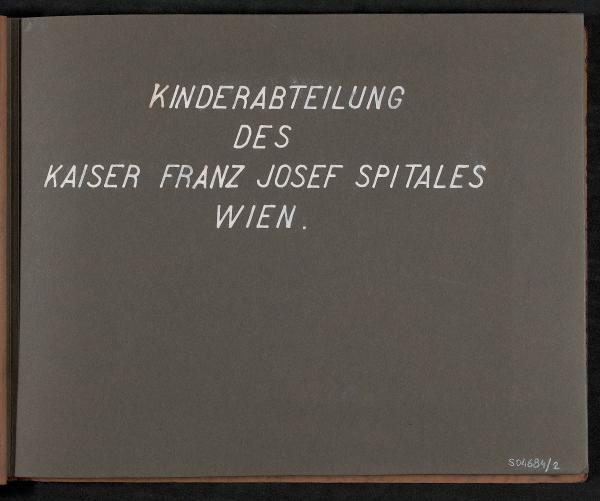 KINDERABTEILUNG
DES
KAISER FRANZ JOSEF SPITALES
WIEN.
S04684/2